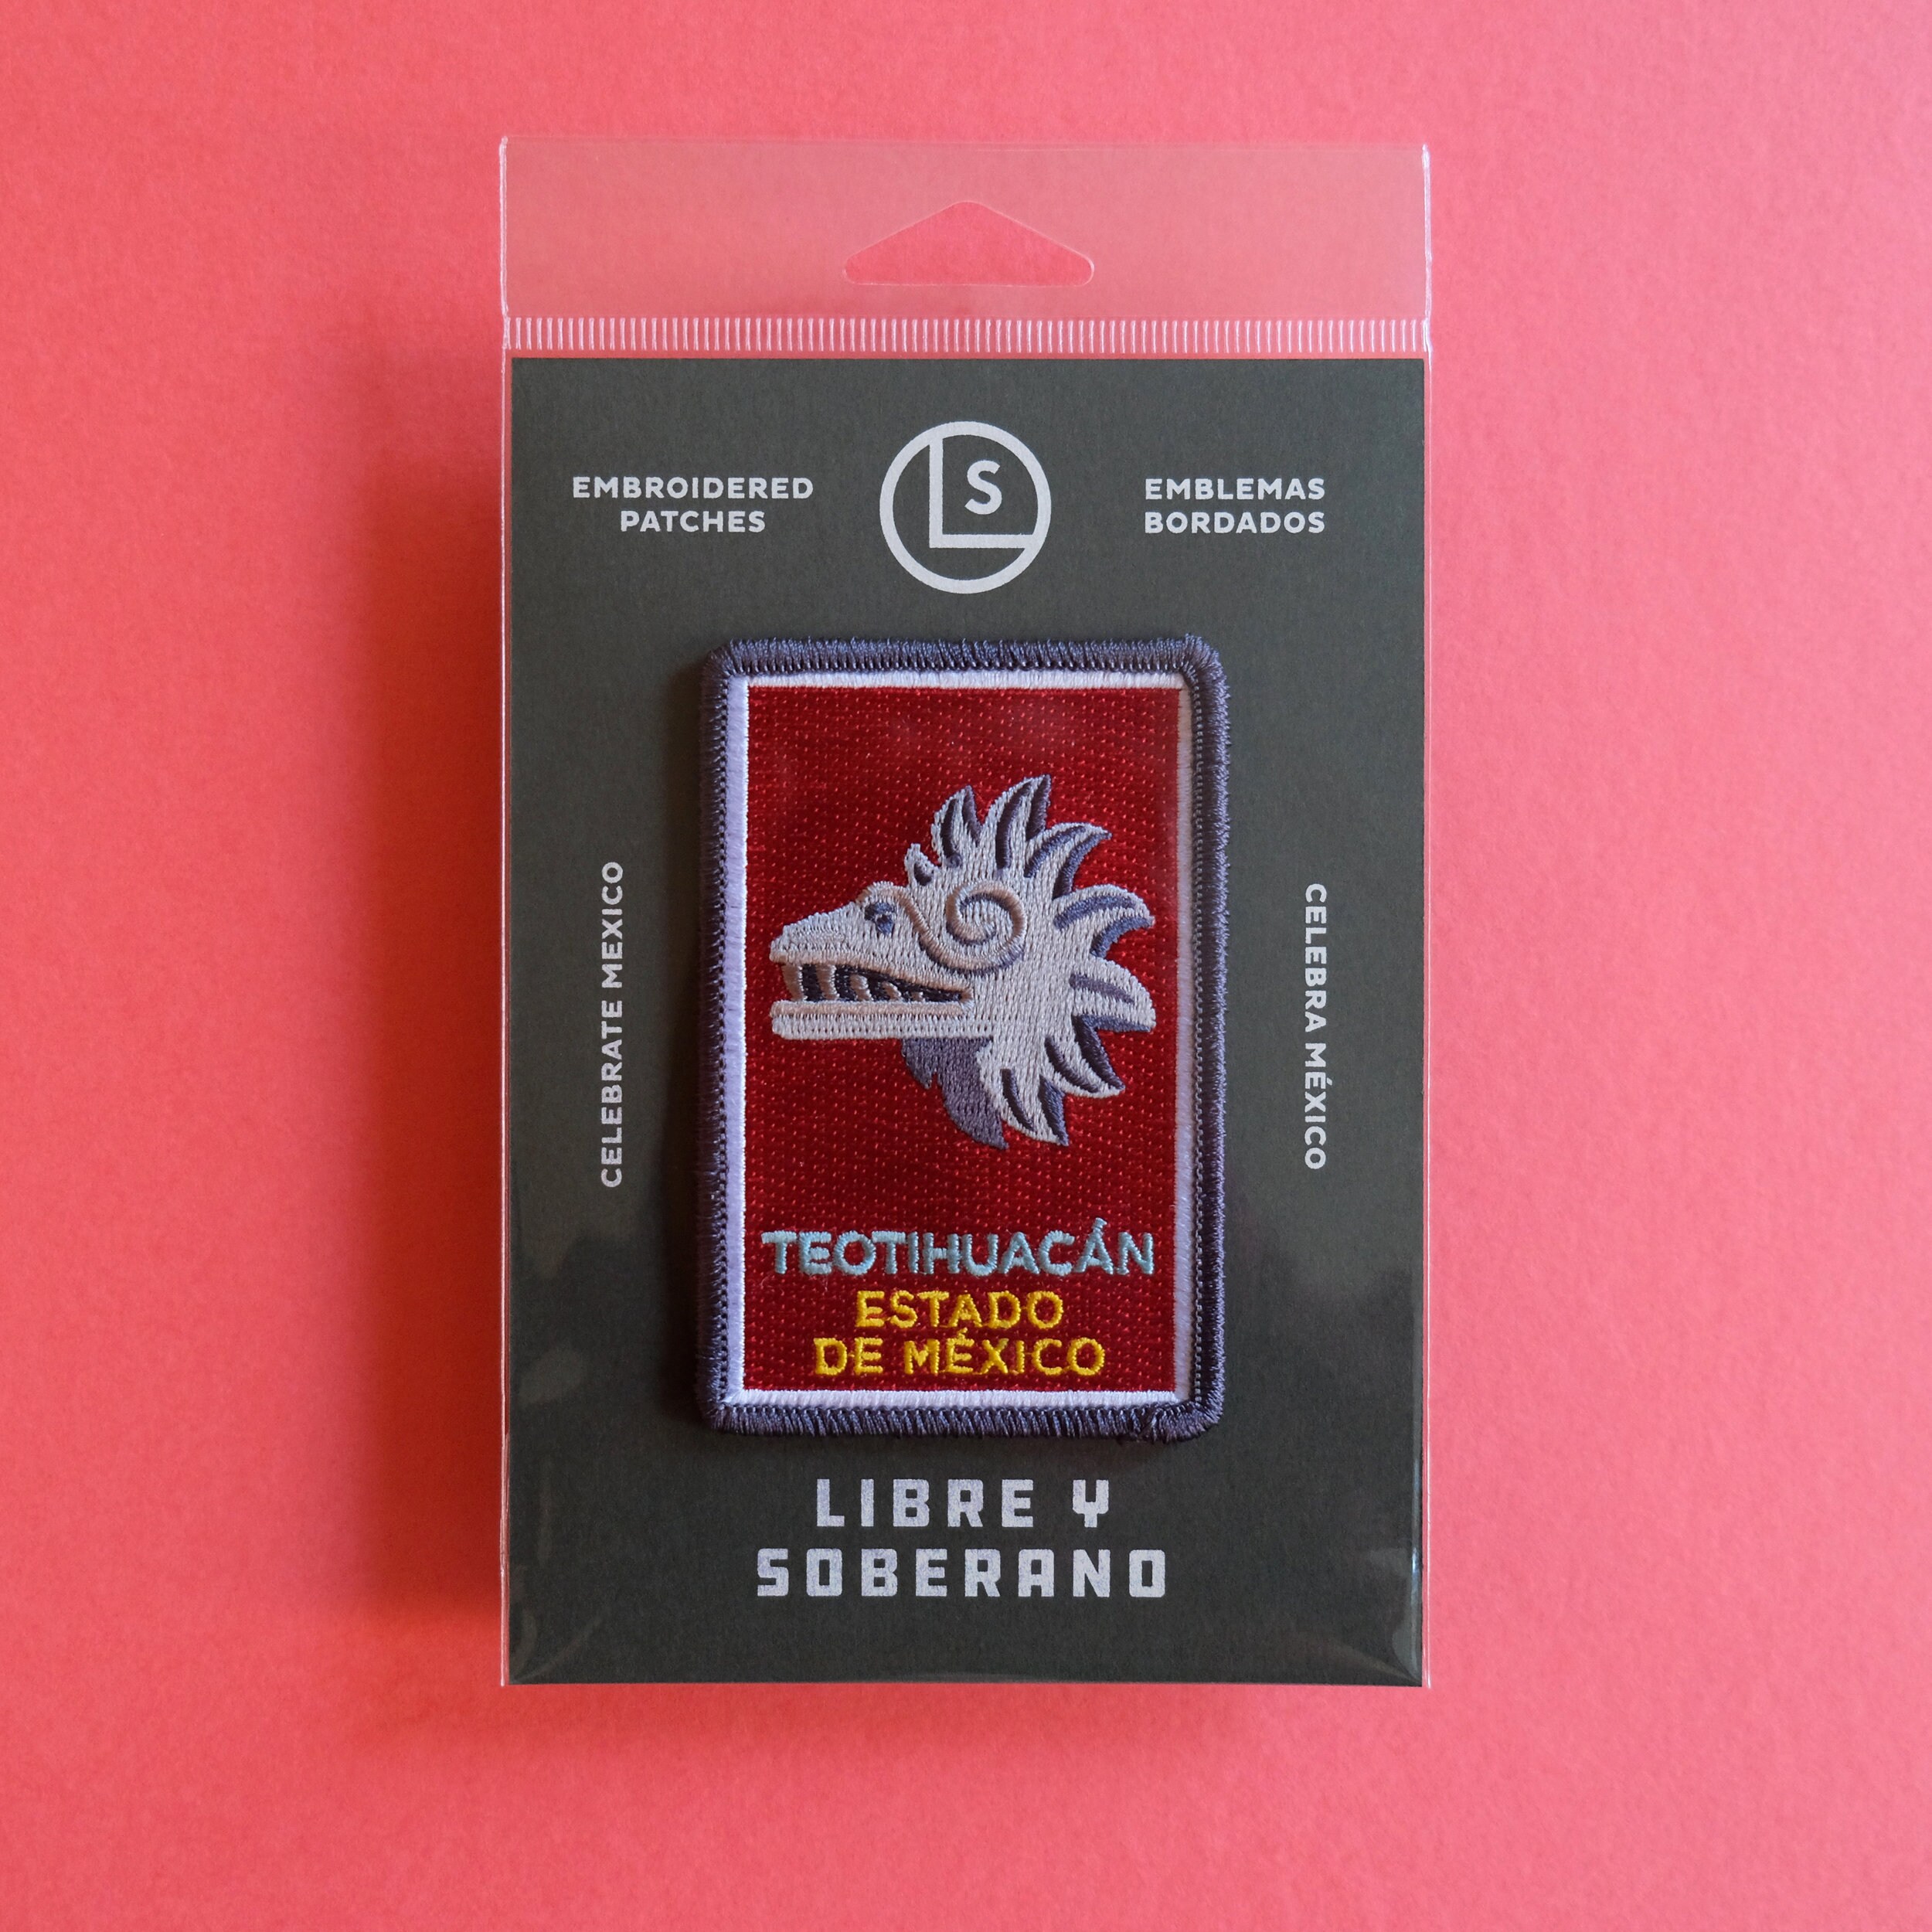 EMBROIDERED
PATCHES
LS
EMBLEMAS
BORDADOS
CELEBRATE MEXICO
CELEBRA MÉXICO
TEOTIHUACÁN
ESTADO
DE MÉXICO
LIBRE Y
SOBERANO